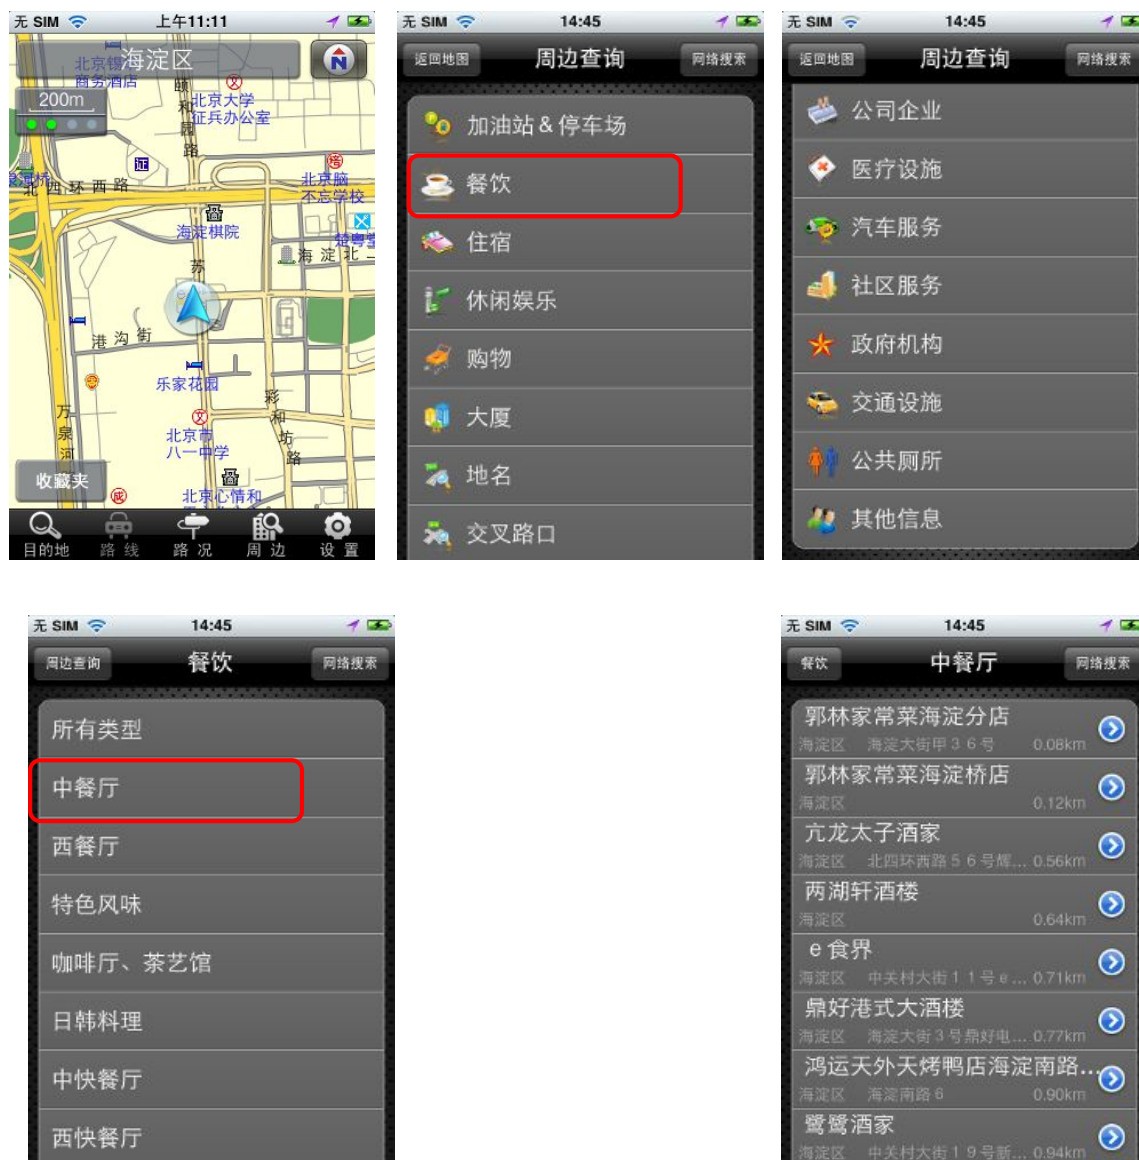 无 SIM
上午11:11
海淀区
商务酒店
200m
颐和园路
北京大学
征兵办公室
证
培
北京脑
不忘学校
北四环西路
海淀棋院
海淀北二
苏
港沟街
乐家花园
文
北京市
八一中学
彩和坊路
万泉河
收藏夹
成
北京心情和
目的地
路线
路况
周边
设置
无 SIM
14:45
返回地图
周边查询
网络搜索
加油站&停车场
餐饮
住宿
休闲娱乐
购物
大厦
地名
交叉路口
无 SIM
14:45
返回地图
周边查询
网络搜索
公司企业
医疗设施
汽车服务
社区服务
政府机构
交通设施
公共厕所
其他信息
无 SIM
14:45
周边查询
餐饮
网络搜索
所有类型
中餐厅
西餐厅
特色风味
咖啡厅、茶艺馆
日韩料理
中快餐厅
西快餐厅
无 SIM
14:45
餐饮
中餐厅
网络搜索
郭林家常菜海淀分店
海淀区 海淀大街甲36号 0.08km
郭林家常菜海淀桥店
海淀区 0.12km
亢龙太子酒家
海淀区 北四环西路56号辉... 0.56km
两湖轩酒楼
海淀区 0.64km
e食界
海淀区 中关村大街11号e... 0.71km
鼎好港式大酒楼
海淀区 海淀大街3号鼎好电... 0.77km
鸿运天外天烤鸭店海淀南路...
海淀区 海淀南路6 0.90km
鹭鹭酒家
海淀区 中关村大街19号新... 0.94km